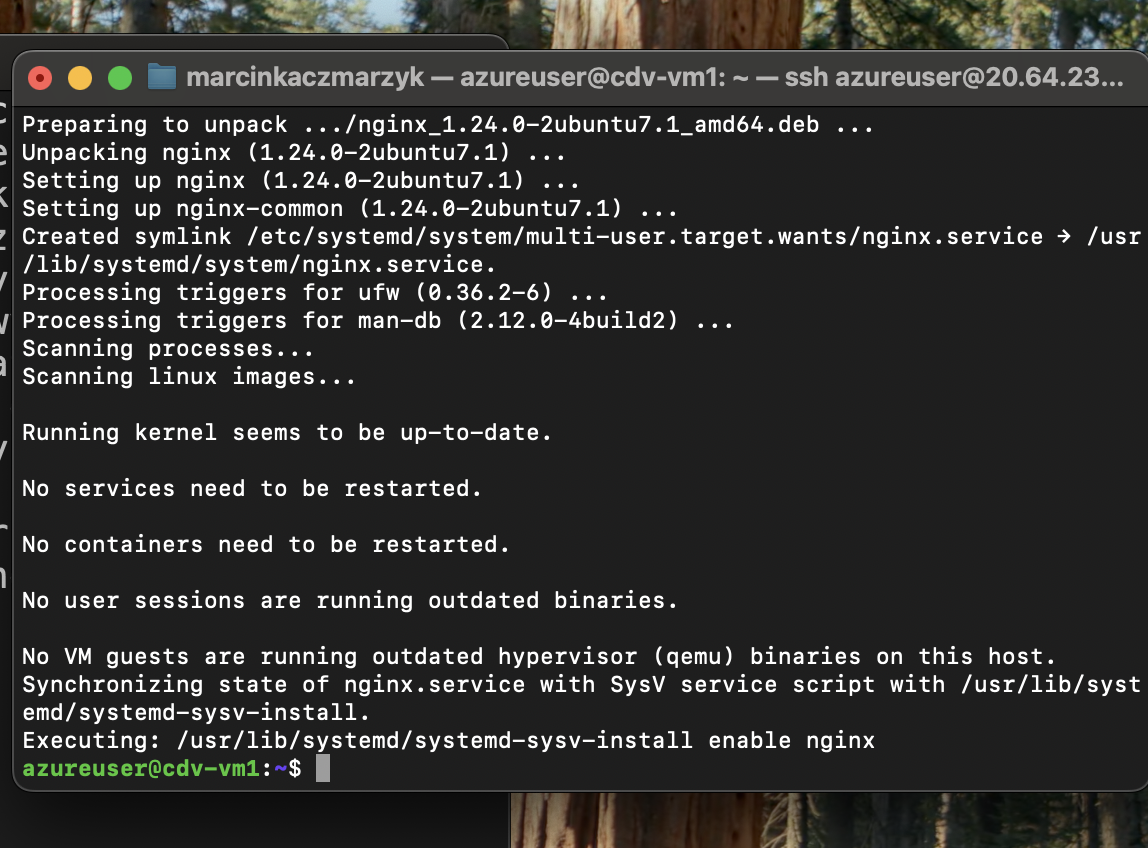 marcinkaczmarzyk — azureuser@cdv-vm1: ~ — ssh azureuser@20.64.23...
Preparing to unpack .../nginx_1.24.0-2ubuntu7.1_amd64.deb ...
Unpacking nginx (1.24.0-2ubuntu7.1) ...
Setting up nginx (1.24.0-2ubuntu7.1) ...
Setting up nginx-common (1.24.0-2ubuntu7.1) ...
Created symlink /etc/systemd/system/multi-user.target.wants/nginx.service → /usr
/lib/systemd/system/nginx.service.
Processing triggers for ufw (0.36.2-6) ...
Processing triggers for man-db (2.12.0-4build2) ...
Scanning processes...
Scanning linux images...
Running kernel seems to be up-to-date.
No services need to be restarted.
No containers need to be restarted.
No user sessions are running outdated binaries.
No VM guests are running outdated hypervisor (qemu) binaries on this host.
Synchronizing state of nginx.service with SysV service script with /usr/lib/syst
emd/systemd-sysv-install.
Executing: /usr/lib/systemd/systemd-sysv-install enable nginx
azureuser@cdv-vm1:~$